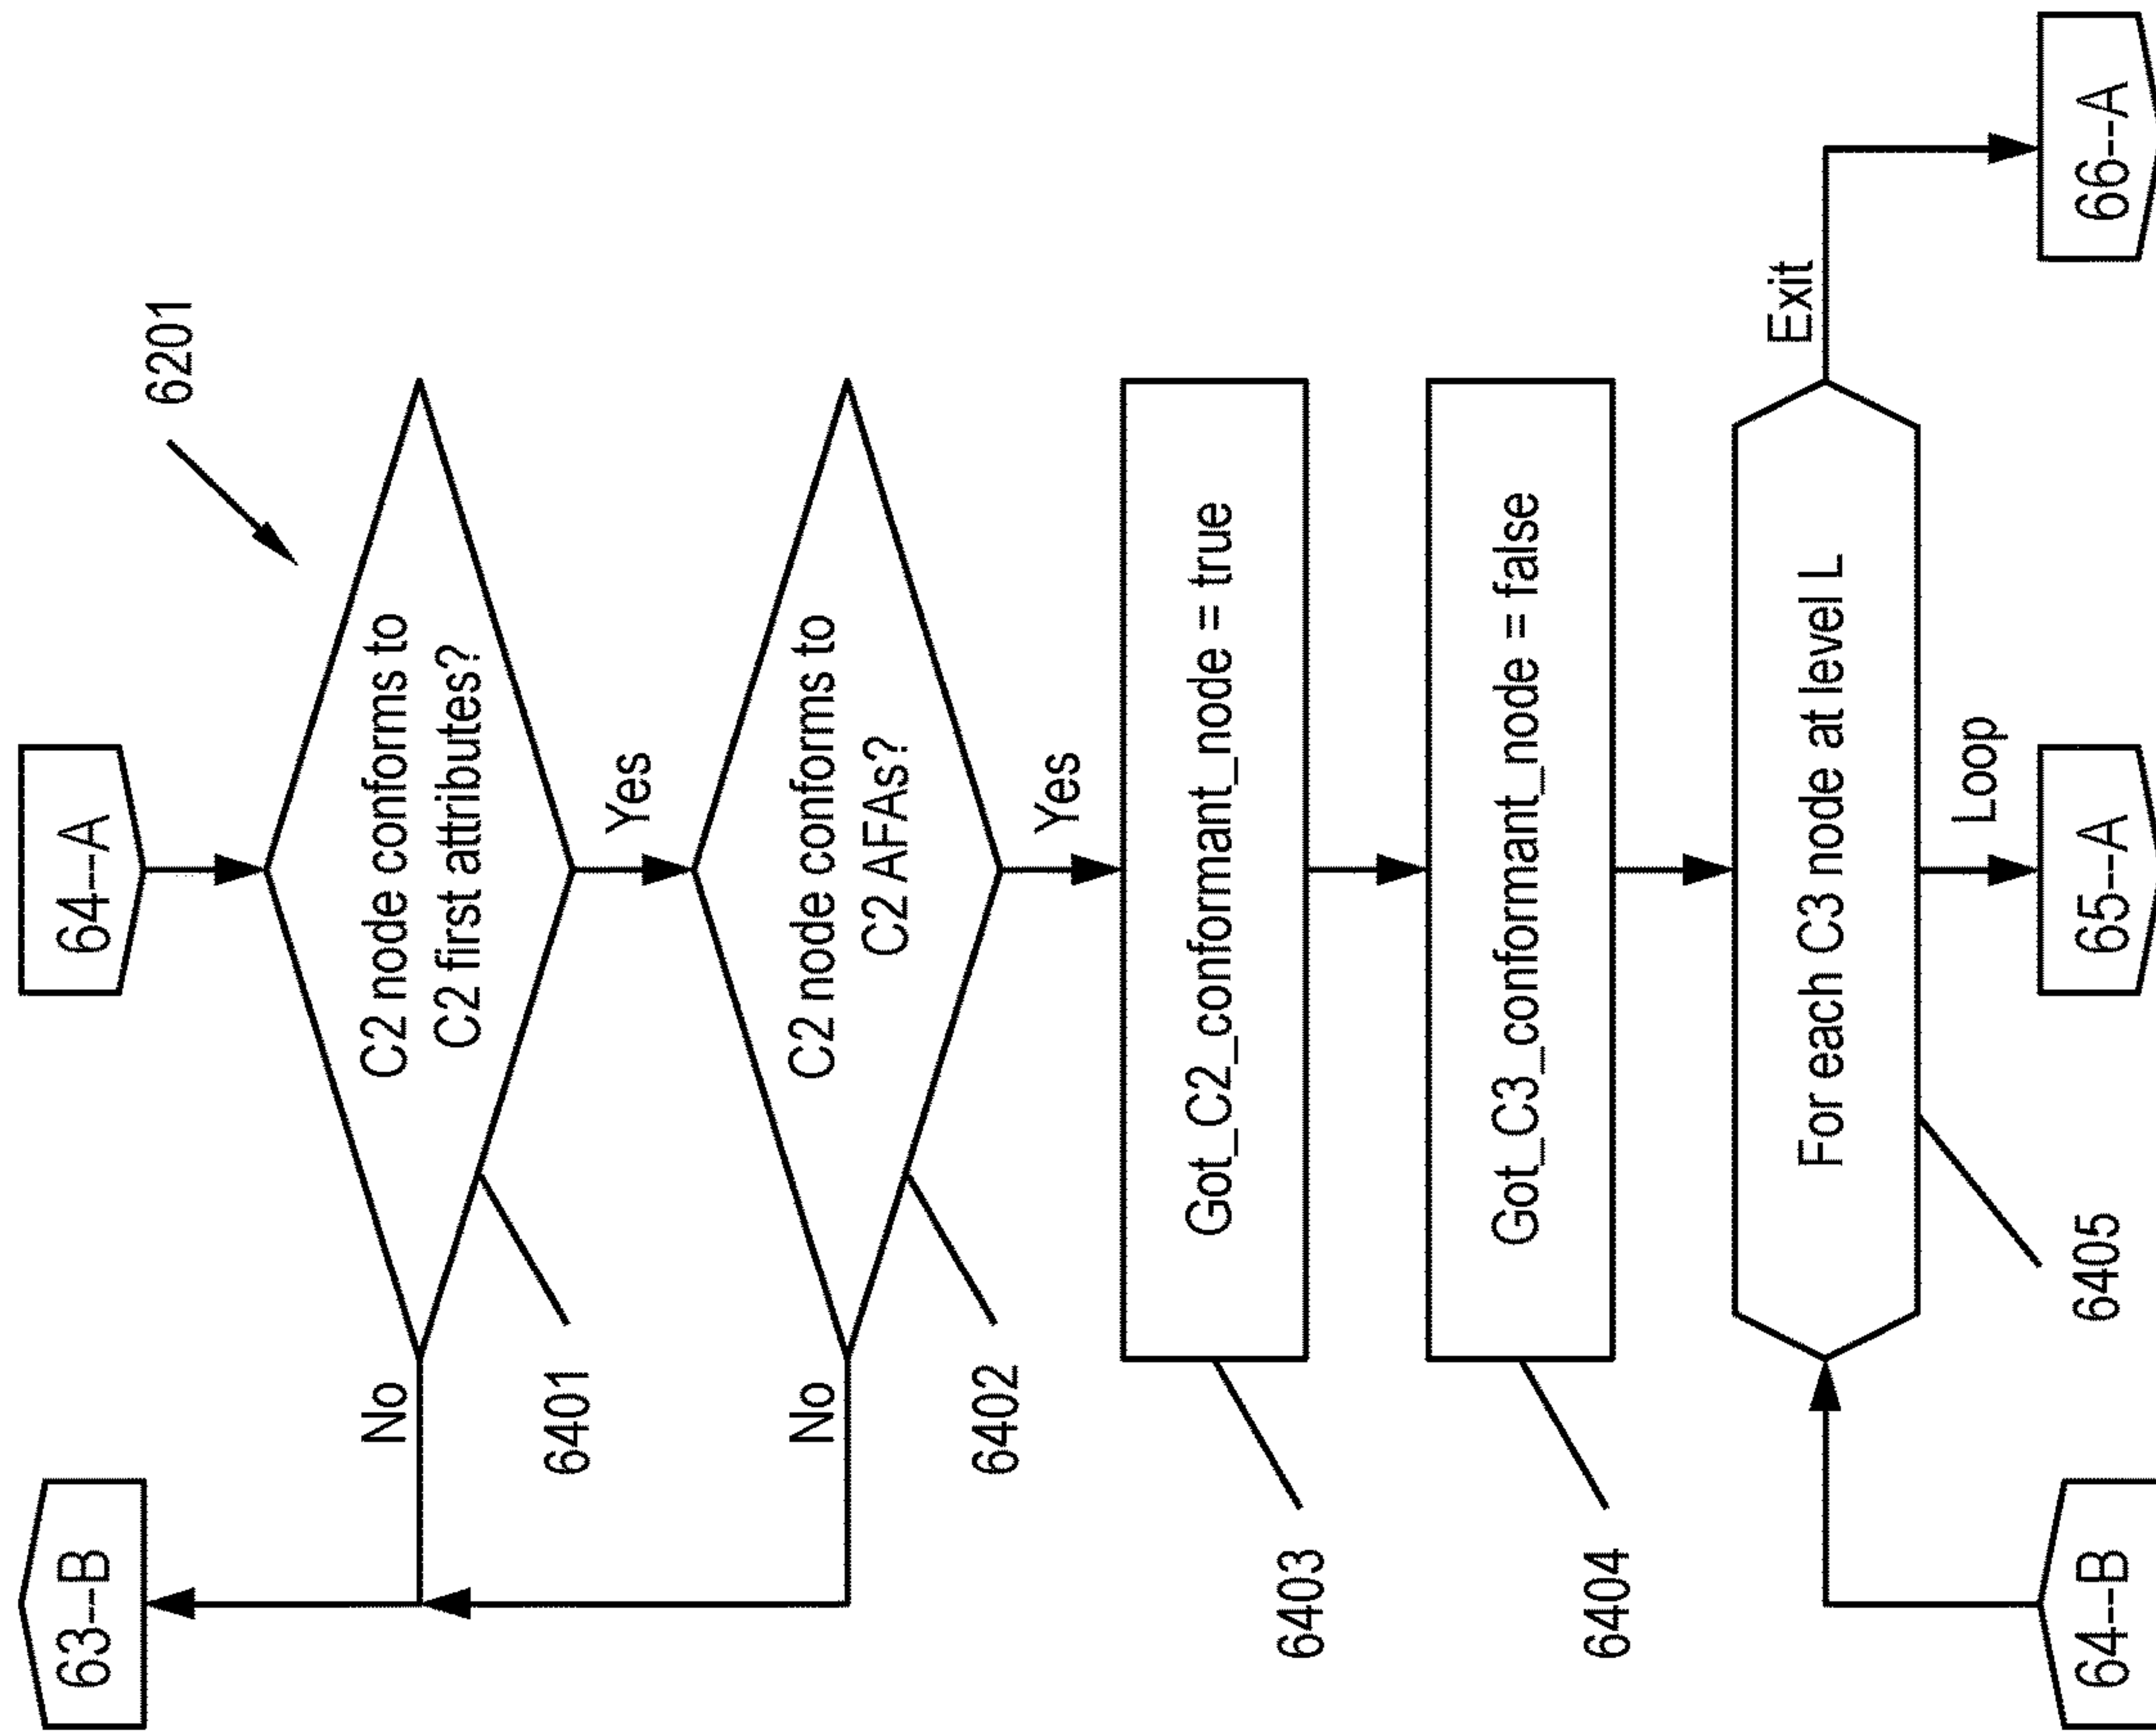 63--B
64--A
6201
No
C2 node conforms to
C2 first attributes?
6401
Yes
No
C2 node conforms to
C2 AFAs?
6402
Yes
Got_C2_conformant_node = true
6403
Got_C3_conformant_node = false
6404
For each C3 node at level L
Exit
6405
Loop
64--B
65--A
66--A